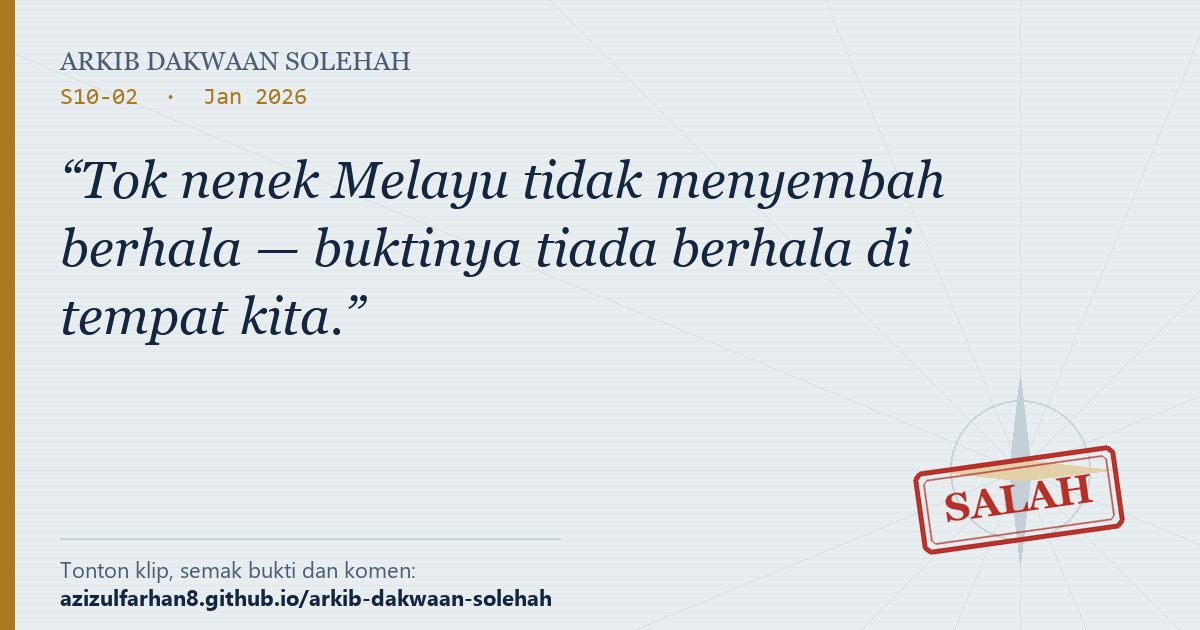 ARKIB DAKWAAN SOLEHAH
S10-02 · Jan 2026
“Tok nenek Melayu tidak menyembah
berhala — buktinya tiada berhala di
tempat kita.”
SALAH
Tonton klip, semak bukti dan komen:
azizulfarhan8.github.io/arkib-dakwaan-solehah